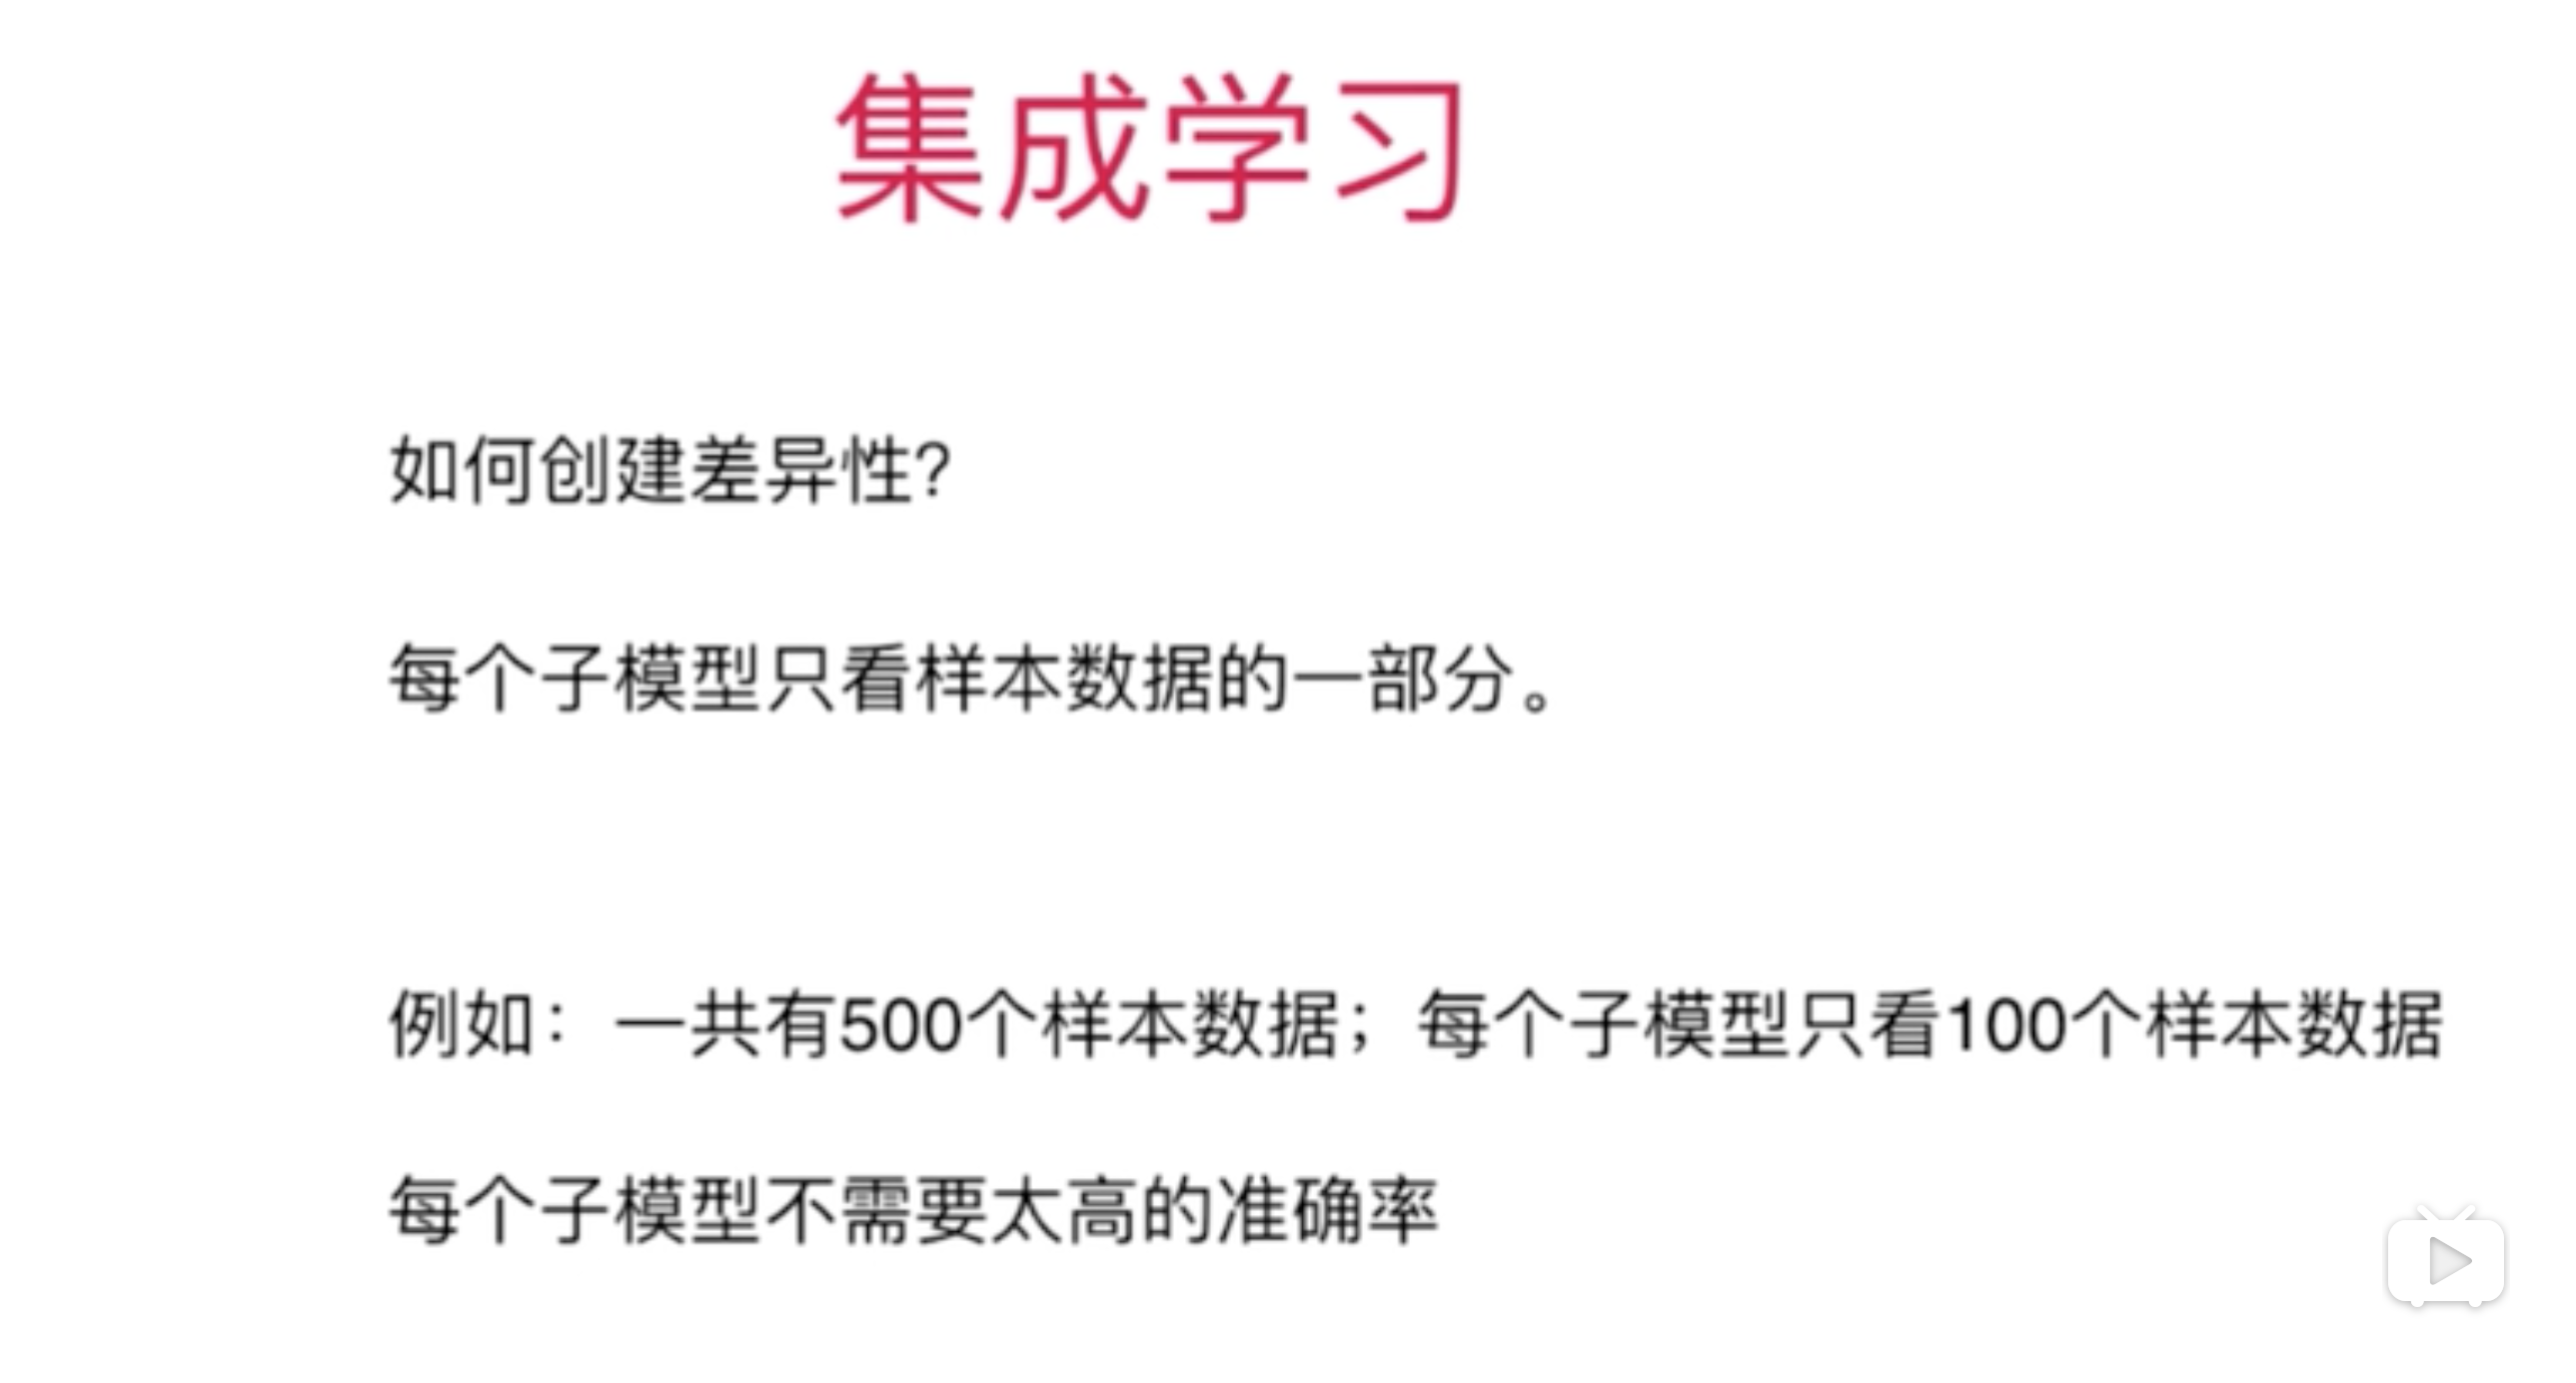 集成学习
如何创建差异性?
每个子模型只看样本数据的一部分。
例如：一共有500个样本数据；每个子模型只看100个样本数据
每个子模型不需要太高的准确率